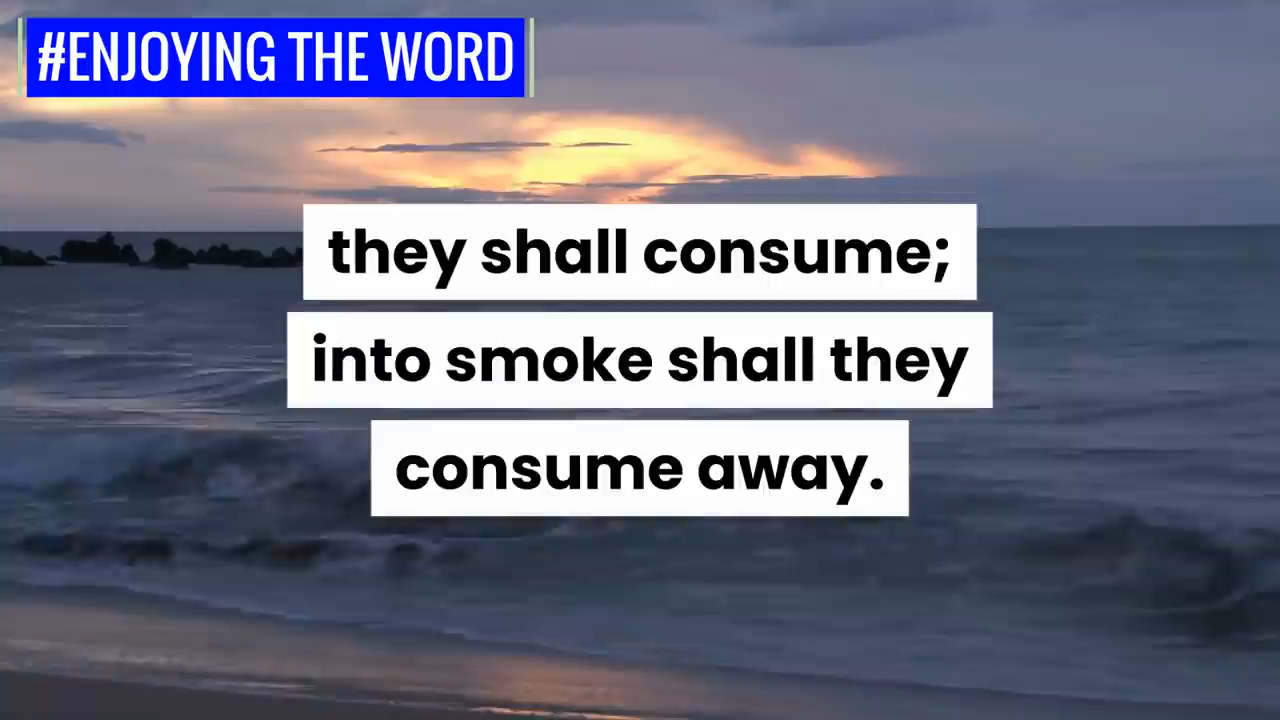 #ENJOYING THE WORD
they shall consume;
into smoke shall they
consume away.